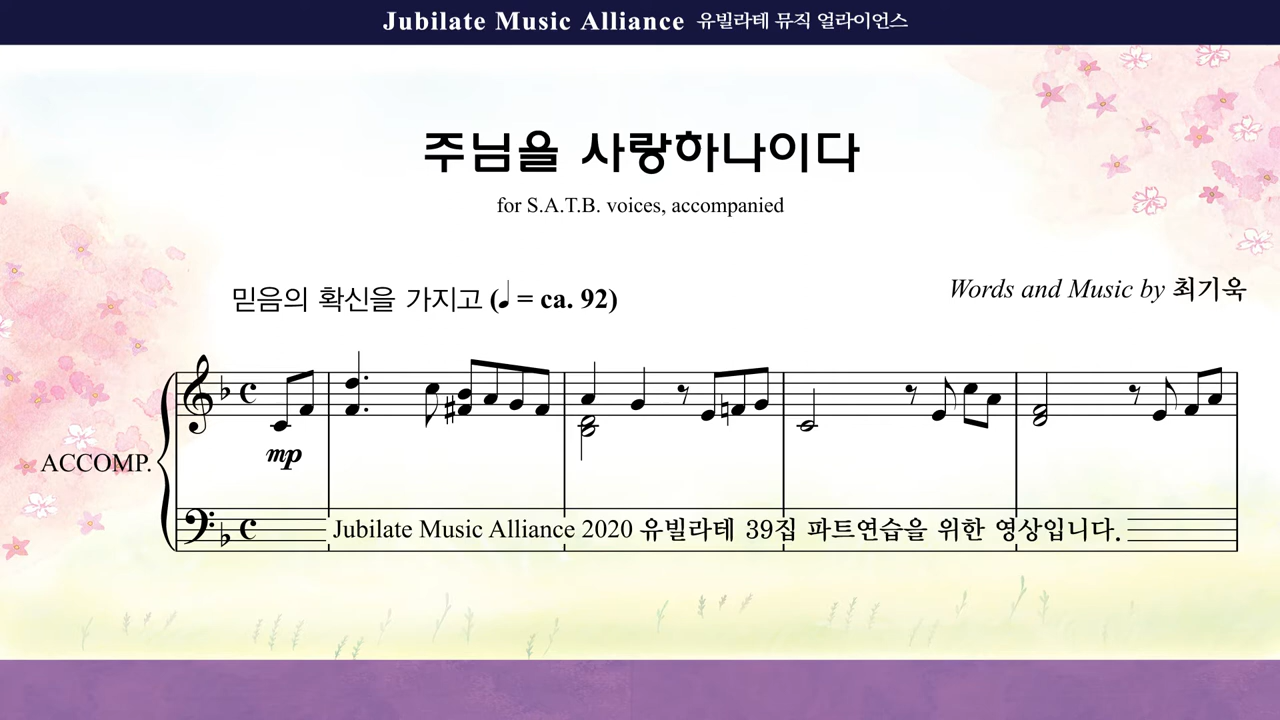 Jubilate Music Alliance 유빌라테 뮤직 얼라이언스
주님을 사랑하나이다
for S.A.T.B. voices, accompanied
믿음의 확신을 가지고 (♩ = ca. 92)
Words and Music by 최기욱
mp
ACCOMP.
Jubilate Music Alliance 2020 유빌라테 39집 파트연습을 위한 영상입니다.